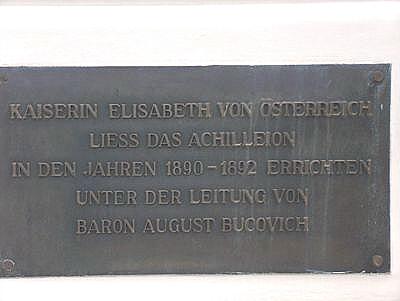 KAISERIN ELISABETH VON ÖSTERREICH
LIESS DAS ACHILLEION
IN DEN JAHREN 1890-1892 ERRICHTEN
UNTER DER LEITUNG VON
BARON AUGUST BUCOVICH